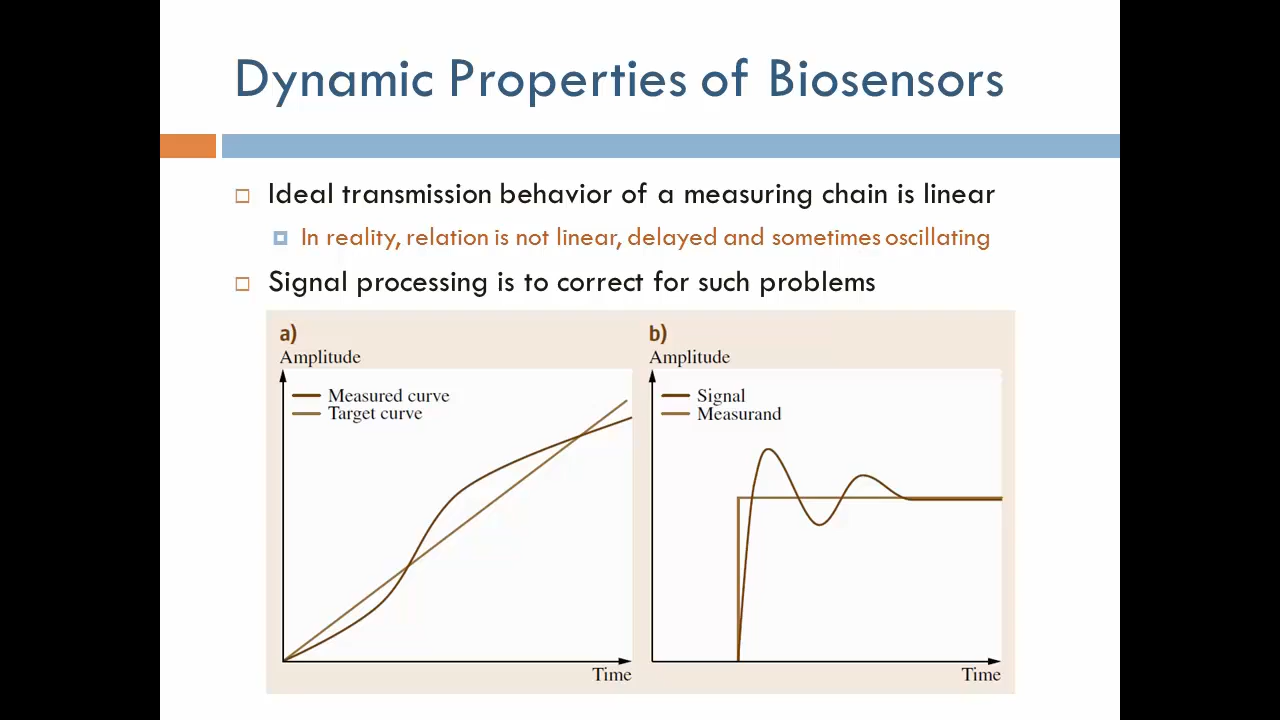 Dynamic Properties of Biosensors
Ideal transmission behavior of a measuring chain is linear
In reality, relation is not linear, delayed and sometimes oscillating
Signal processing is to correct for such problems
a)
Amplitude
Measured curve
Target curve
Time
b)
Amplitude
Signal
Measurand
Time